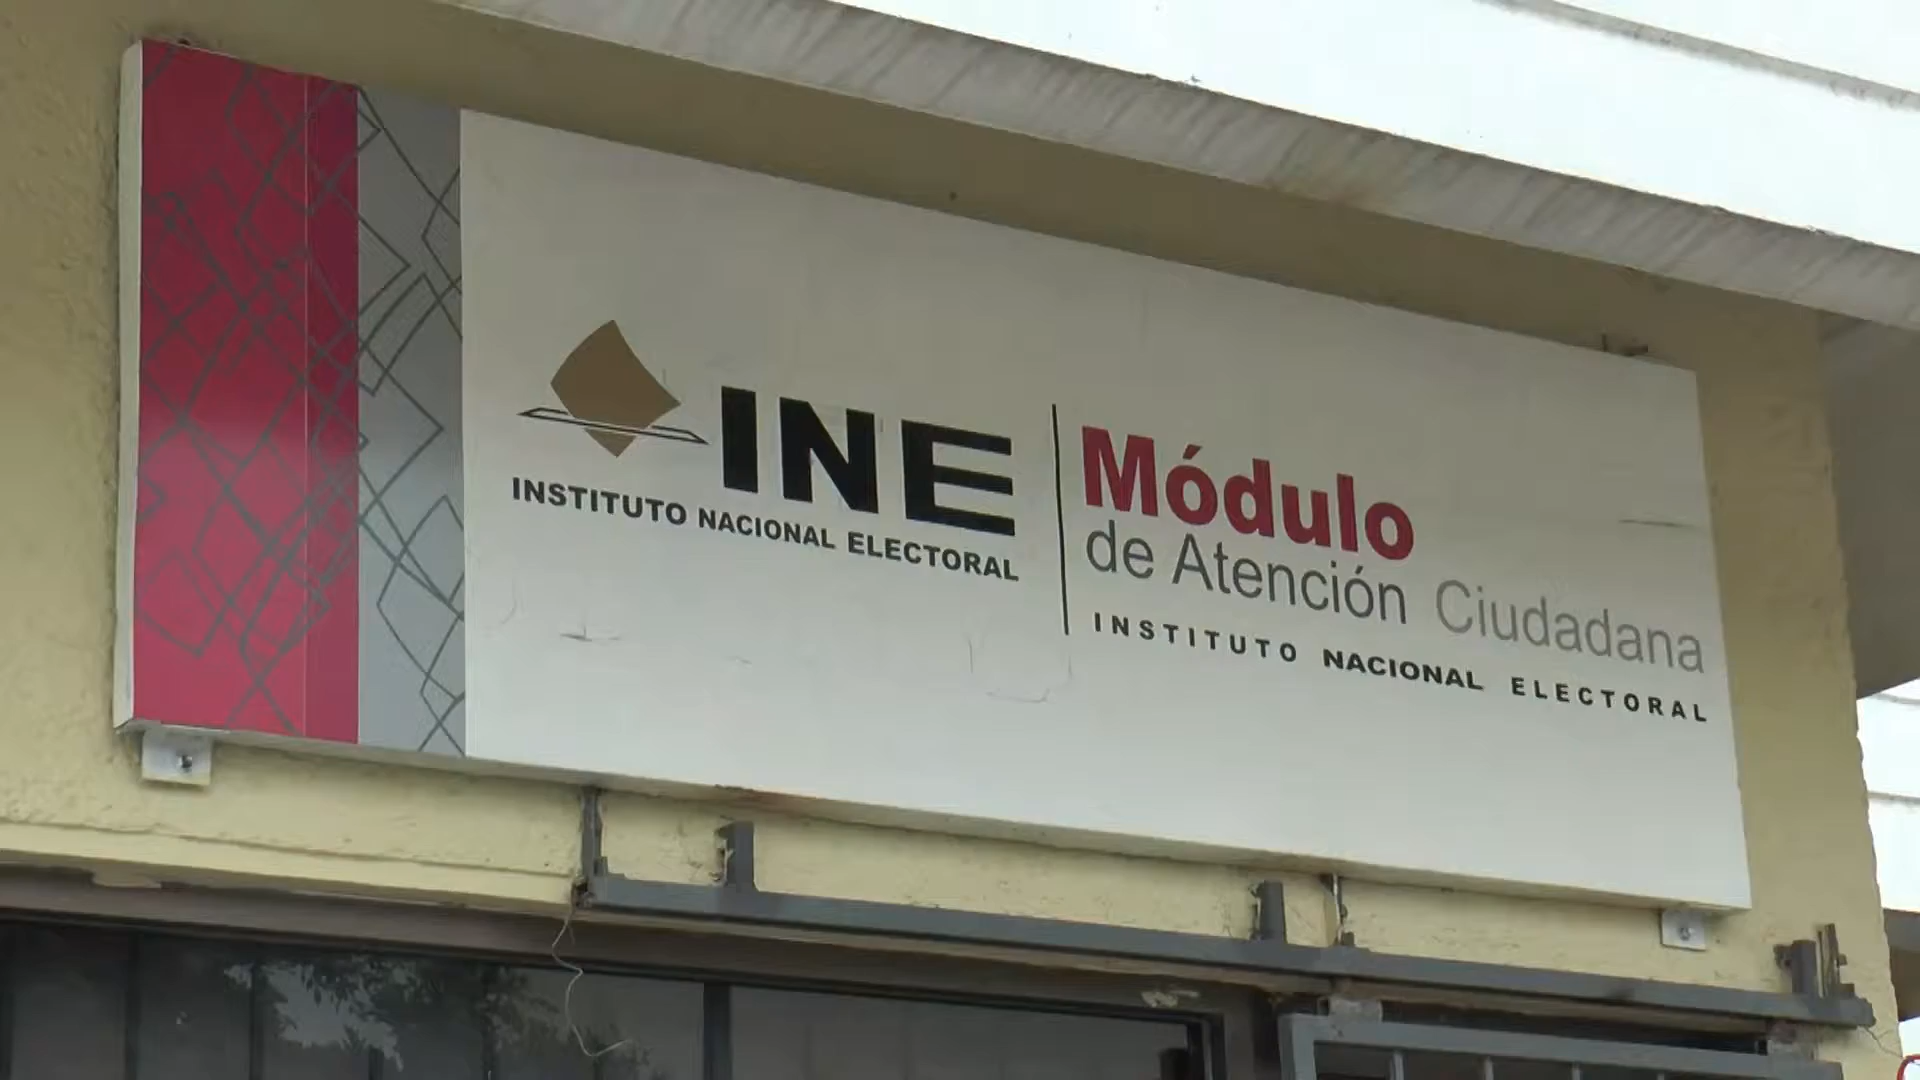 INE
INSTITUTO NACIONAL ELECTORAL
Módulo
de Atención Ciudadana
INSTITUTO NACIONAL ELECTORAL